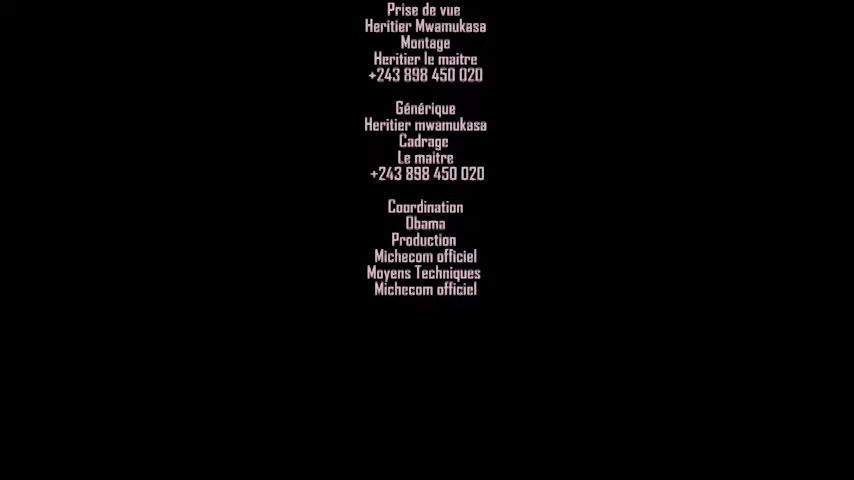 Prise de vue
Heritier Mwamukasa
Montage
Heritier le maitre
+243 898 450 020
Générique
Heritier mwamukasa
Cadrage
Le maitre
+243 898 450 020
Coordination
Obama
Production
Michecom officiel
Moyens Techniques
Michecom officiel